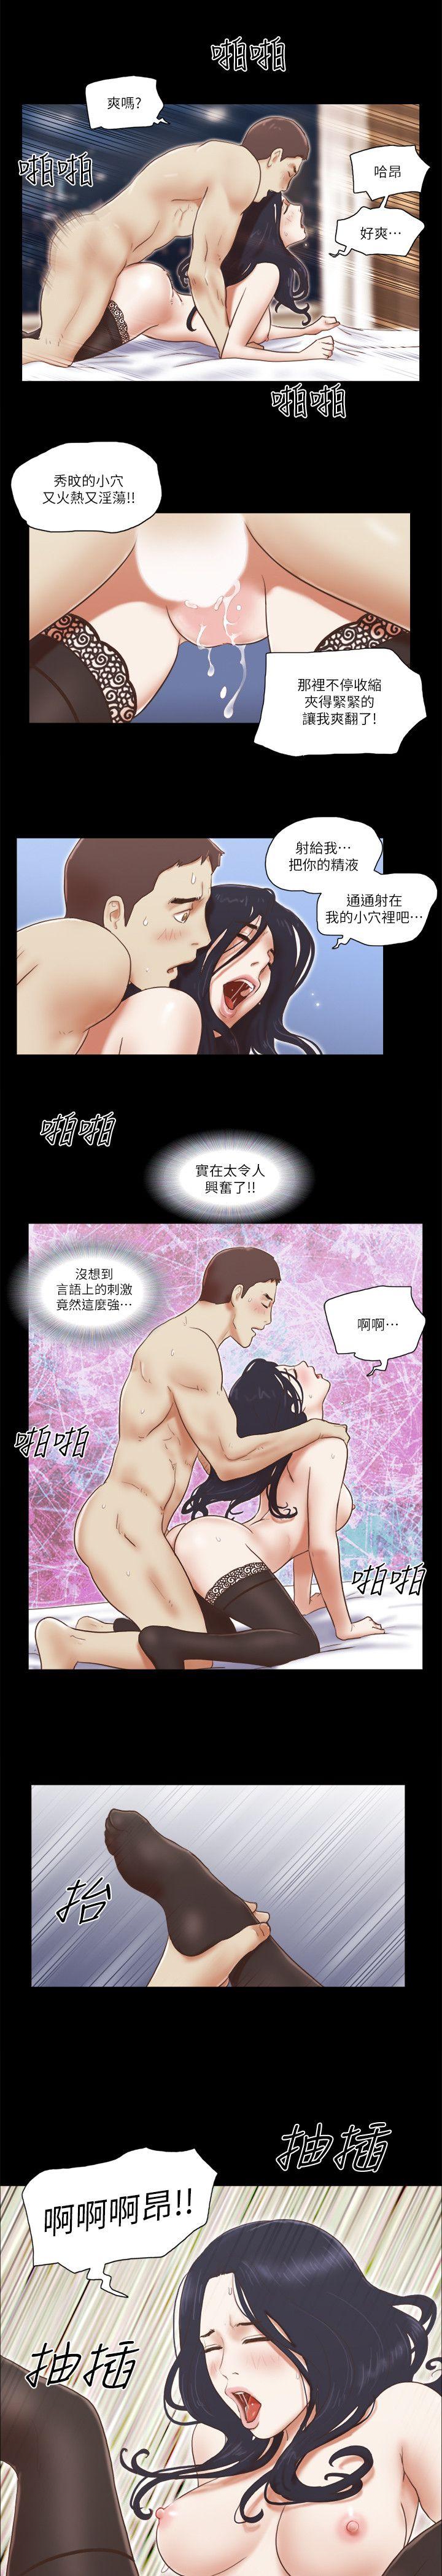 啪啪
爽嗎?
啪啪
哈昂
好爽⋯
啪啪
秀旼的小穴
又火熱又淫蕩!!
那裡不停收縮
夾得緊緊的
讓我爽翻了!
射給我⋯
把你的精液
通通射在
我的小穴裡吧⋯
啪啪
實在太令人
興奮了!!
沒想到
言語上的刺激
竟然這麼強⋯
啊啊⋯
啪啪
啪啪
抬
抽插
啊啊啊昂!!
抽插